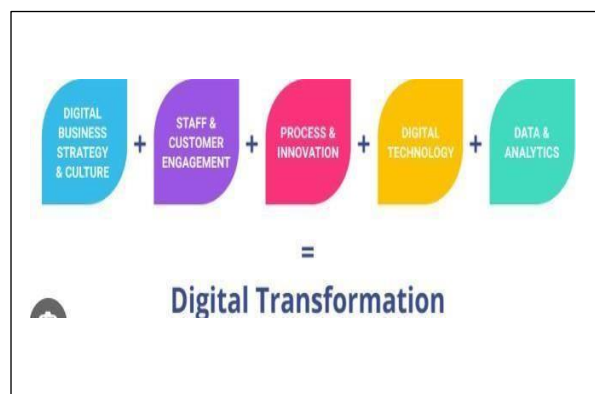 DIGITAL
BUSINESS
STRATEGY
& CULTURE
+
STAFF &
CUSTOMER
ENGAGEMENT
+
PROCESS &
INNOVATION
+
DIGITAL
TECHNOLOGY
+
DATA &
ANALYTICS
=
Digital Transformation